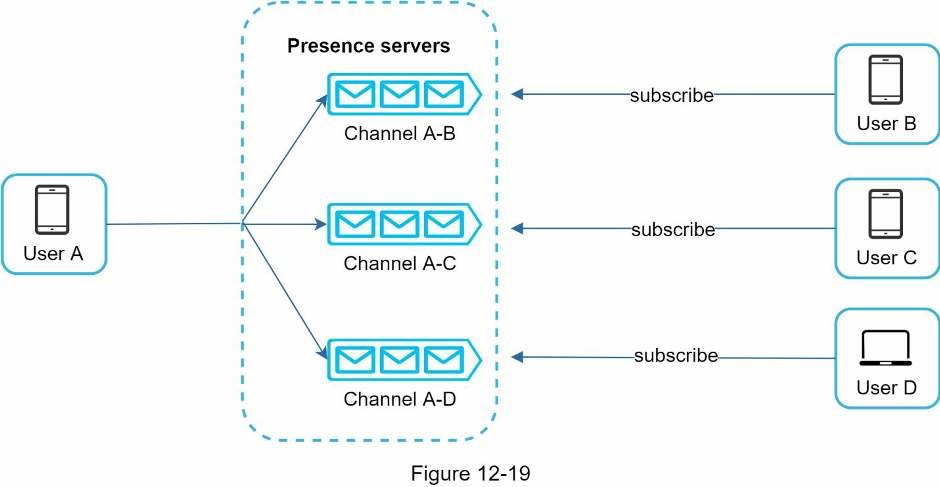 Presence servers
Channel A-B
subscribe
User B
User A
Channel A-C
subscribe
User C
Channel A-D
subscribe
User D
Figure 12-19